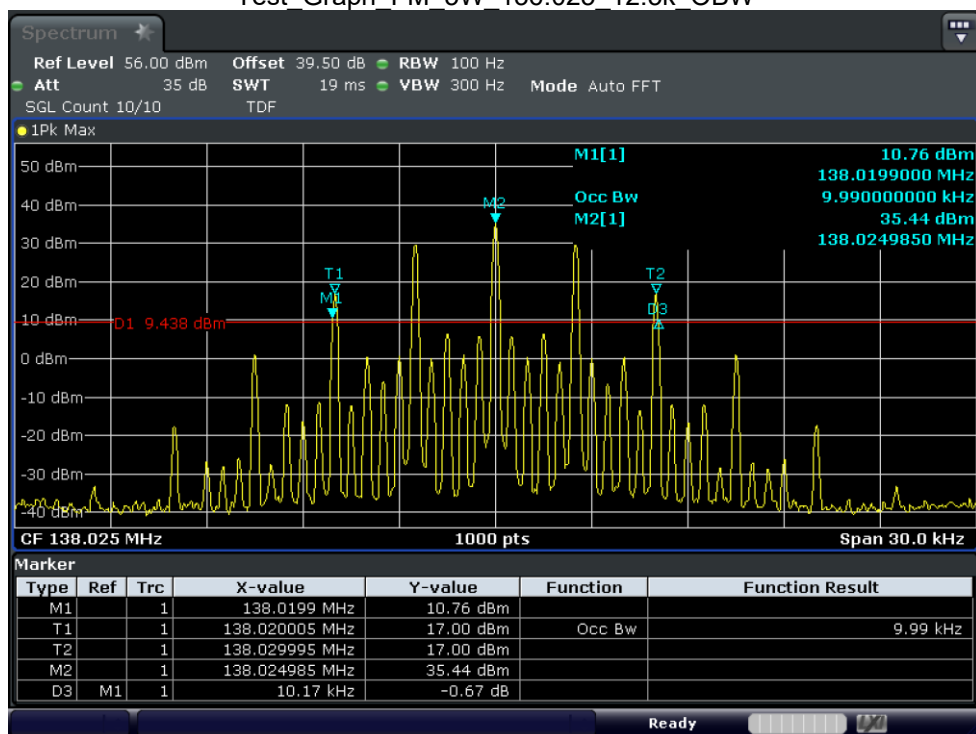 Test_Graph_FM_5W_138.025_12.5k_OBW
Spectrum
Ref Level 56.00 dBm Offset 39.50 dB RBW 100 Hz
Att 35 dB SWT 19 ms VBW 300 Hz Mode Auto FFT
SGL Count 10/10 TDF
1Pk Max
M1[1] 10.76 dBm
138.0199000 MHz
Occ Bw 9.990000000 kHz
M2[1] 35.44 dBm
138.0249850 MHz
50 dBm
40 dBm
M2
30 dBm
20 dBm
T1 T2
M1 D3
10 dBm
D1 9.438 dBm
0 dBm
-10 dBm
-20 dBm
-30 dBm
-40 dBm
CF 138.025 MHz 1000 pts Span 30.0 kHz
Marker
Type Ref Trc X-value Y-value Function Function Result
M1 1 138.0199 MHz 10.76 dBm
T1 1 138.020005 MHz 17.00 dBm Occ Bw 9.99 kHz
T2 1 138.029995 MHz 17.00 dBm
M2 1 138.024985 MHz 35.44 dBm
D3 M1 1 10.17 kHz -0.67 dB
Ready